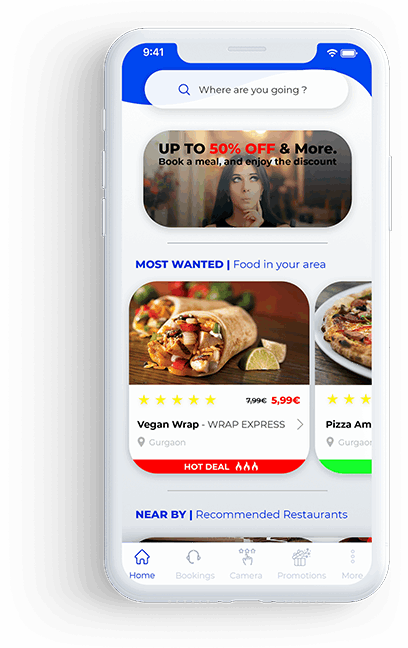 9:41
Where are you going ?
UP TO 50% OFF & More.
Book a meal, and enjoy the discount
MOST WANTED | Food in your area
7,99€ 5,99€
Vegan Wrap - WRAP EXPRESS
Gurgaon
HOT DEAL
Pizza Am
Gurgaon
NEAR BY | Recommended Restaurants
Home Bookings Camera Promotions More